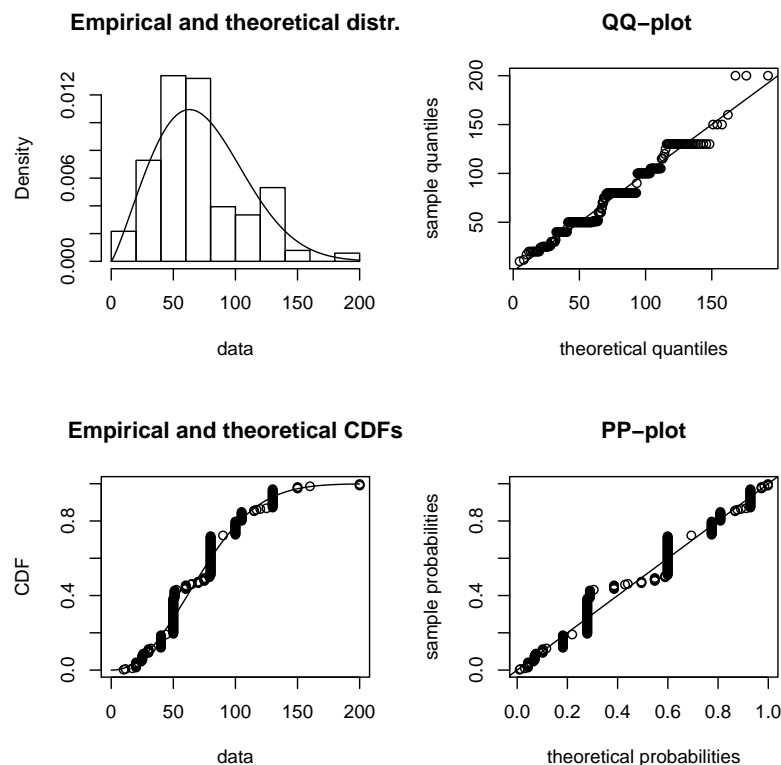 Empirical and theoretical distr.
Density
0.000
0.006
0.012
0 50 100 150 200
data
QQ−plot
sample quantiles
50
100
150
200
0 50 100 150
theoretical quantiles
Empirical and theoretical CDFs
CDF
0.0
0.4
0.8
0 50 100 150 200
data
PP−plot
sample probabilities
0.0
0.4
0.8
0.0 0.2 0.4 0.6 0.8 1.0
theoretical probabilities